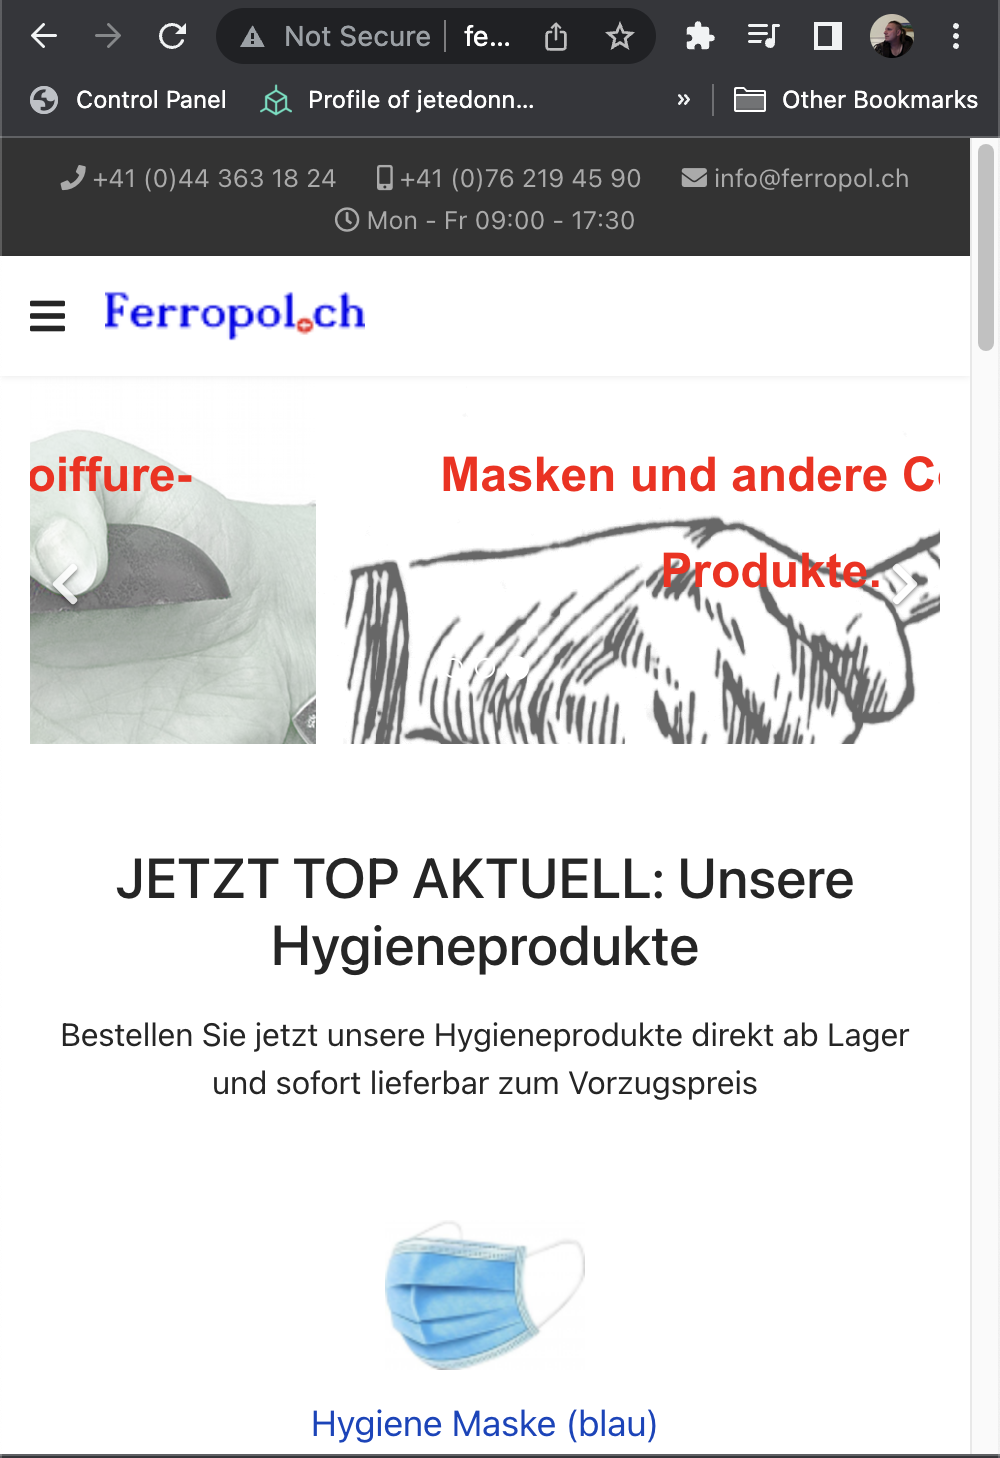 Not Secure fe...
Control Panel Profile of jetedonn... » Other Bookmarks
+41 (0)44 363 18 24 +41 (0)76 219 45 90 info@ferropol.ch
Mon - Fr 09:00 - 17:30
Ferropol.ch
oiffure- Masken und andere C
Produkte.
JETZT TOP AKTUELL: Unsere
Hygieneprodukte
Bestellen Sie jetzt unsere Hygieneprodukte direkt ab Lager
und sofort lieferbar zum Vorzugspreis
Hygiene Maske (blau)